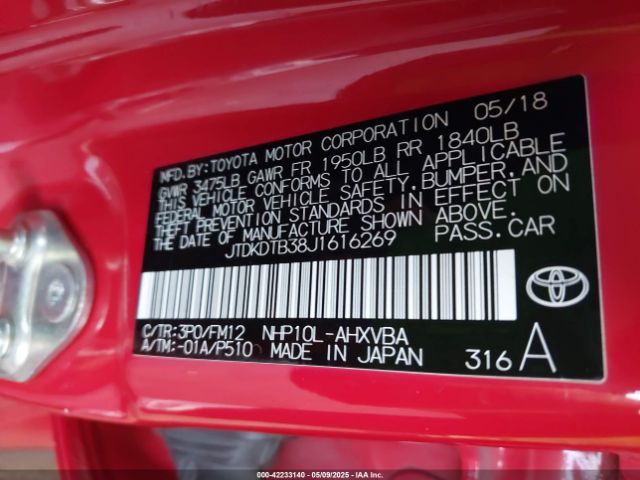 MFD.BY:TOYOTA MOTOR CORPORATION 05/18
GVWR 3475LB GAWR FR 1950LB RR 1840LB
THIS VEHICLE CONFORMS TO ALL APPLICABLE
FEDERAL MOTOR VEHICLE SAFETY,BUMPER,AND
THEFT PREVENTION STANDARDS IN EFFECT ON
THE DATE OF MANUFACTURE SHOWN ABOVE.
JTDKDTB38J1616269 PASS.CAR
C/TR:3P0/FM12 NHP10L-AHXVBA
A/TM:-01A/P510 MADE IN JAPAN
316 A
000-42233140 - 05/09/2025 - IAA Inc.